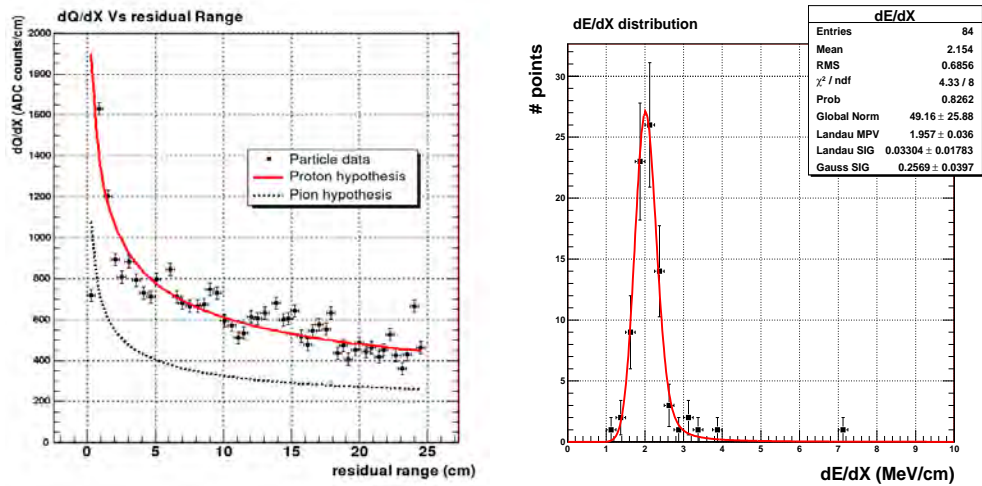 dQ/dX Vs residual Range
dQ/dX (ADC counts/cm)
2000
1800
1600
1400
1200
1000
800
600
400
200
0
Particle data
Proton hypothesis
Pion hypothesis
0 5 10 15 20 25
residual range (cm)
dE/dX distribution
# points
30
25
20
15
10
5
0
dE/dX
Entries 84
Mean 2.154
RMS 0.6856
χ² / ndf 4.33 / 8
Prob 0.8262
Global Norm 49.16 ± 25.88
Landau MPV 1.957 ± 0.036
Landau SIG 0.03304 ± 0.01783
Gauss SIG 0.2569 ± 0.0397
0 1 2 3 4 5 6 7 8 9 10
dE/dX (MeV/cm)